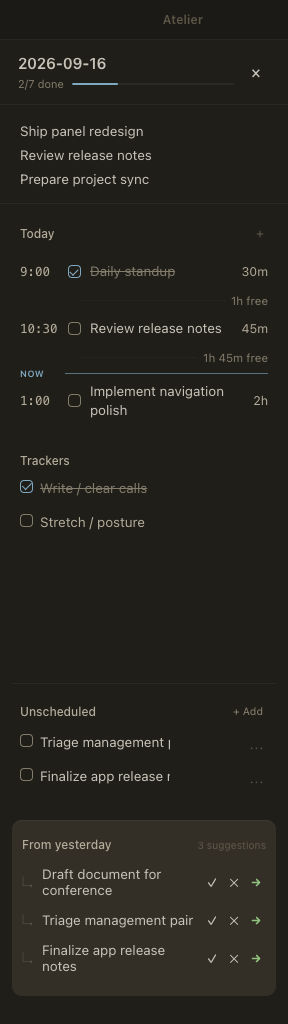 Atelier
2026-09-16
2/7 done
Ship panel redesign
Review release notes
Prepare project sync
Today +
9:00 Daily standup 30m
1h free
10:30 Review release notes 45m
1h 45m free
NOW
1:00 Implement navigation polish 2h
Trackers
Write / clear calls
Stretch / posture
Unscheduled + Add
Triage management ...
Finalize app release ...
From yesterday 3 suggestions
Draft document for
conference
Triage management pair
Finalize app release
notes